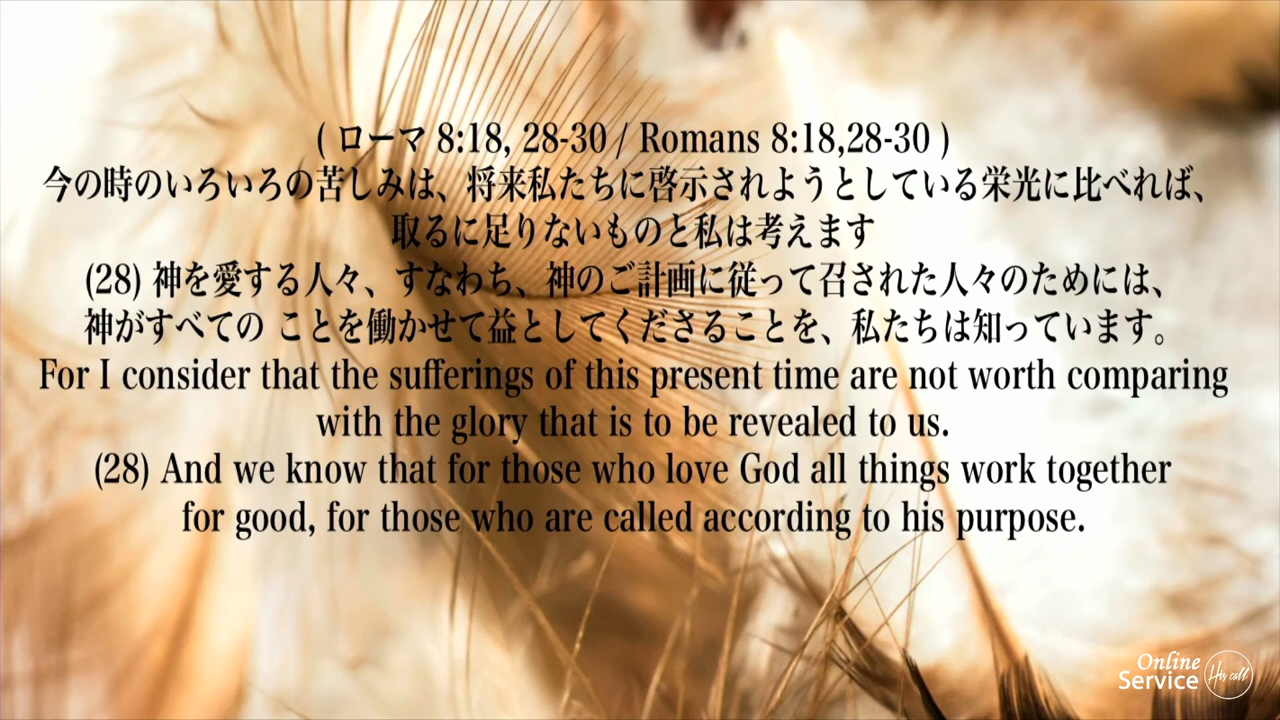 ( ローマ 8:18, 28-30 / Romans 8:18,28-30 )
今の時のいろいろの苦しみは、将来私たちに啓示されようとしている栄光に比べれば、
取るに足りないものと私は考えます
(28) 神を愛する人々、すなわち、神のご計画に従って召された人々のためには、
神がすべての ことを働かせて益としてくださることを、私たちは知っています。
For I consider that the sufferings of this present time are not worth comparing
with the glory that is to be revealed to us.
(28) And we know that for those who love God all things work together
for good, for those who are called according to his purpose.
Online
Service
His call